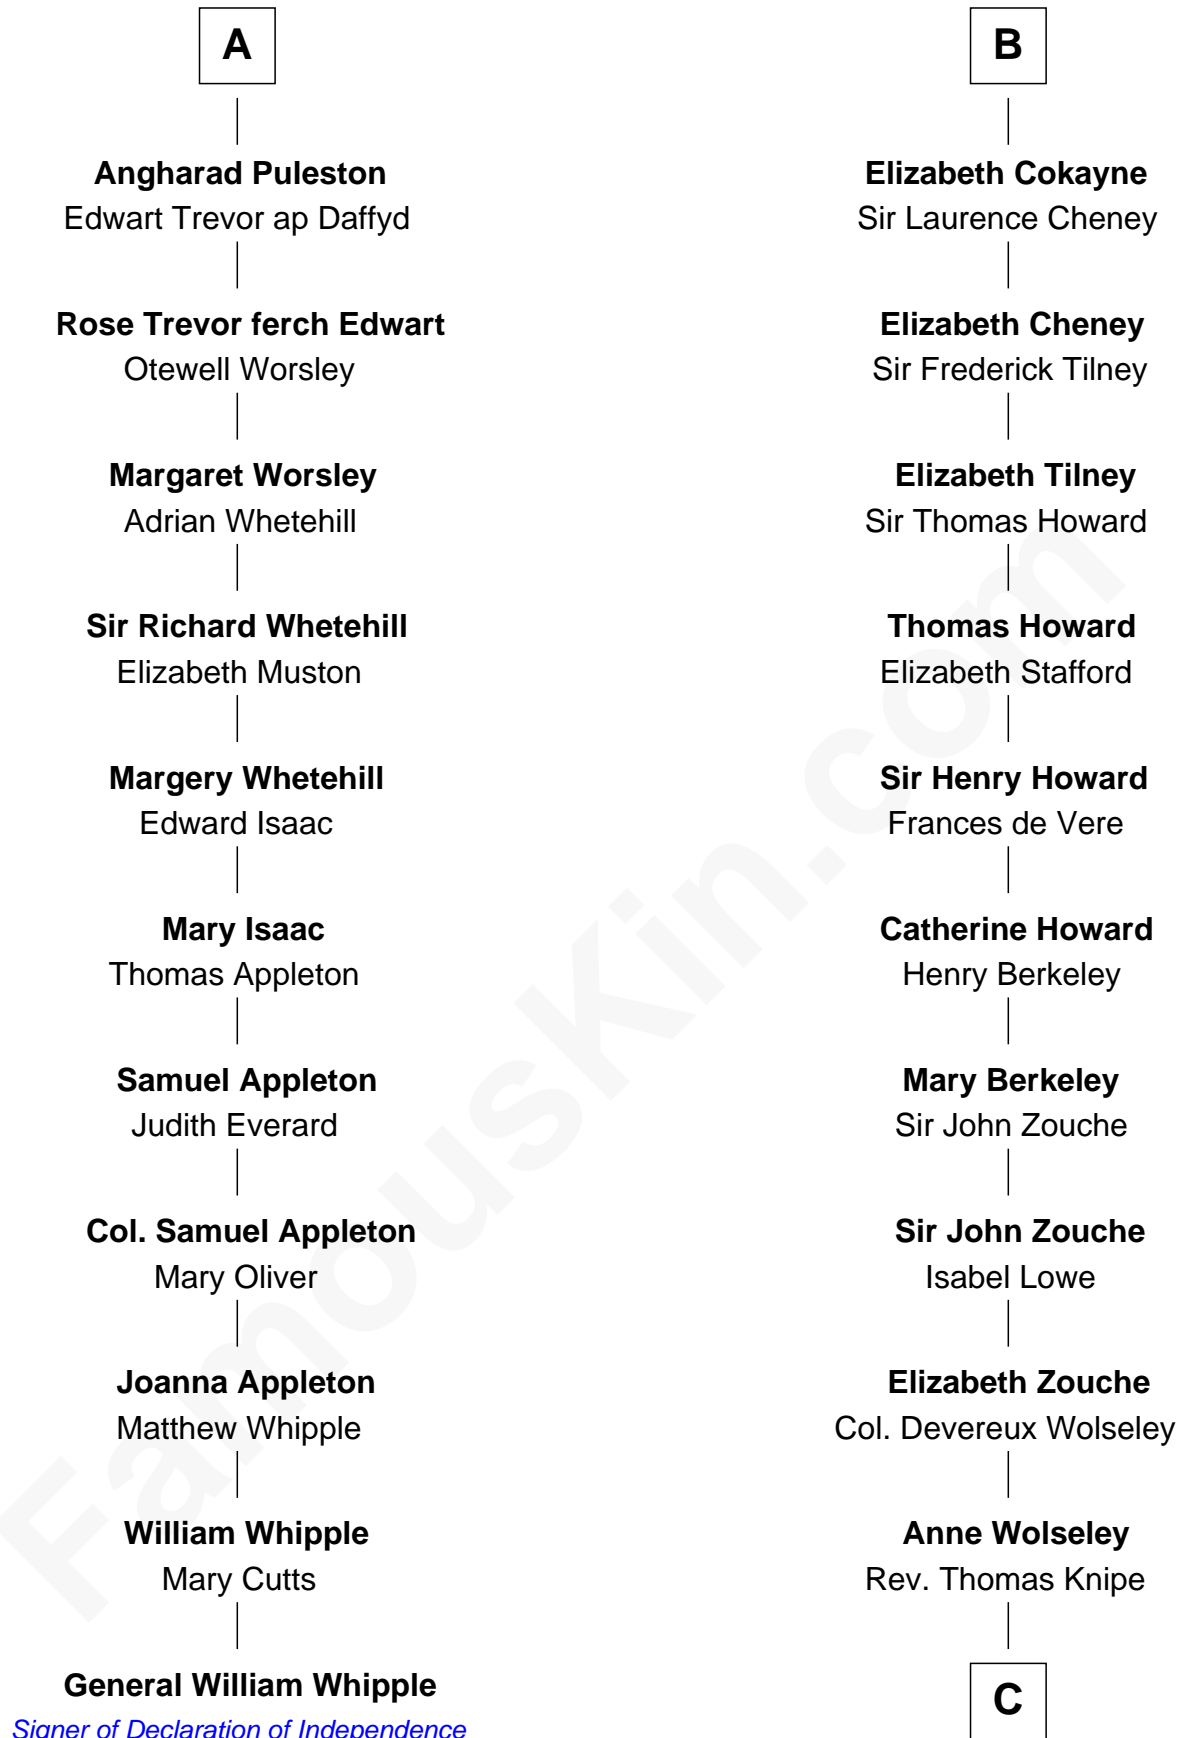 A
Angharad Puleston
Edwart Trevor ap Daffyd
Rose Trevor ferch Edwart
Otewell Worsley
Margaret Worsley
Adrian Whetehill
Sir Richard Whetehill
Elizabeth Muston
Margery Whetehill
Edward Isaac
Mary Isaac
Thomas Appleton
Samuel Appleton
Judith Everard
Col. Samuel Appleton
Mary Oliver
Joanna Appleton
Matthew Whipple
William Whipple
Mary Cutts
General William Whipple
Signer of Declaration of Independence
B
Elizabeth Cokayne
Sir Laurence Cheney
Elizabeth Cheney
Sir Frederick Tilney
Elizabeth Tilney
Sir Thomas Howard
Thomas Howard
Elizabeth Stafford
Sir Henry Howard
Frances de Vere
Catherine Howard
Henry Berkeley
Mary Berkeley
Sir John Zouche
Sir John Zouche
Isabel Lowe
Elizabeth Zouche
Col. Devereux Wolseley
Anne Wolseley
Rev. Thomas Knipe
C
FamousKin.com